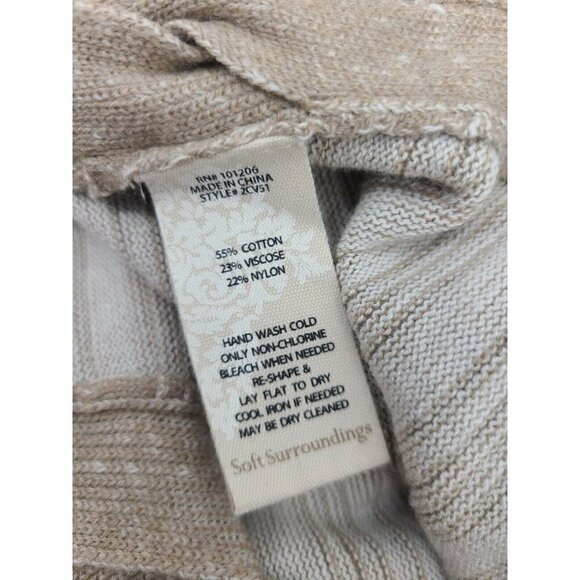 RN# 101206
MADE IN CHINA
STYLE# 2CV51
55% COTTON
23% VISCOSE
22% NYLON
HAND WASH COLD
ONLY NON-CHLORINE
BLEACH WHEN NEEDED
RE-SHAPE &
LAY FLAT TO DRY
COOL IRON IF NEEDED
MAY BE DRY CLEANED
Soft Surroundings